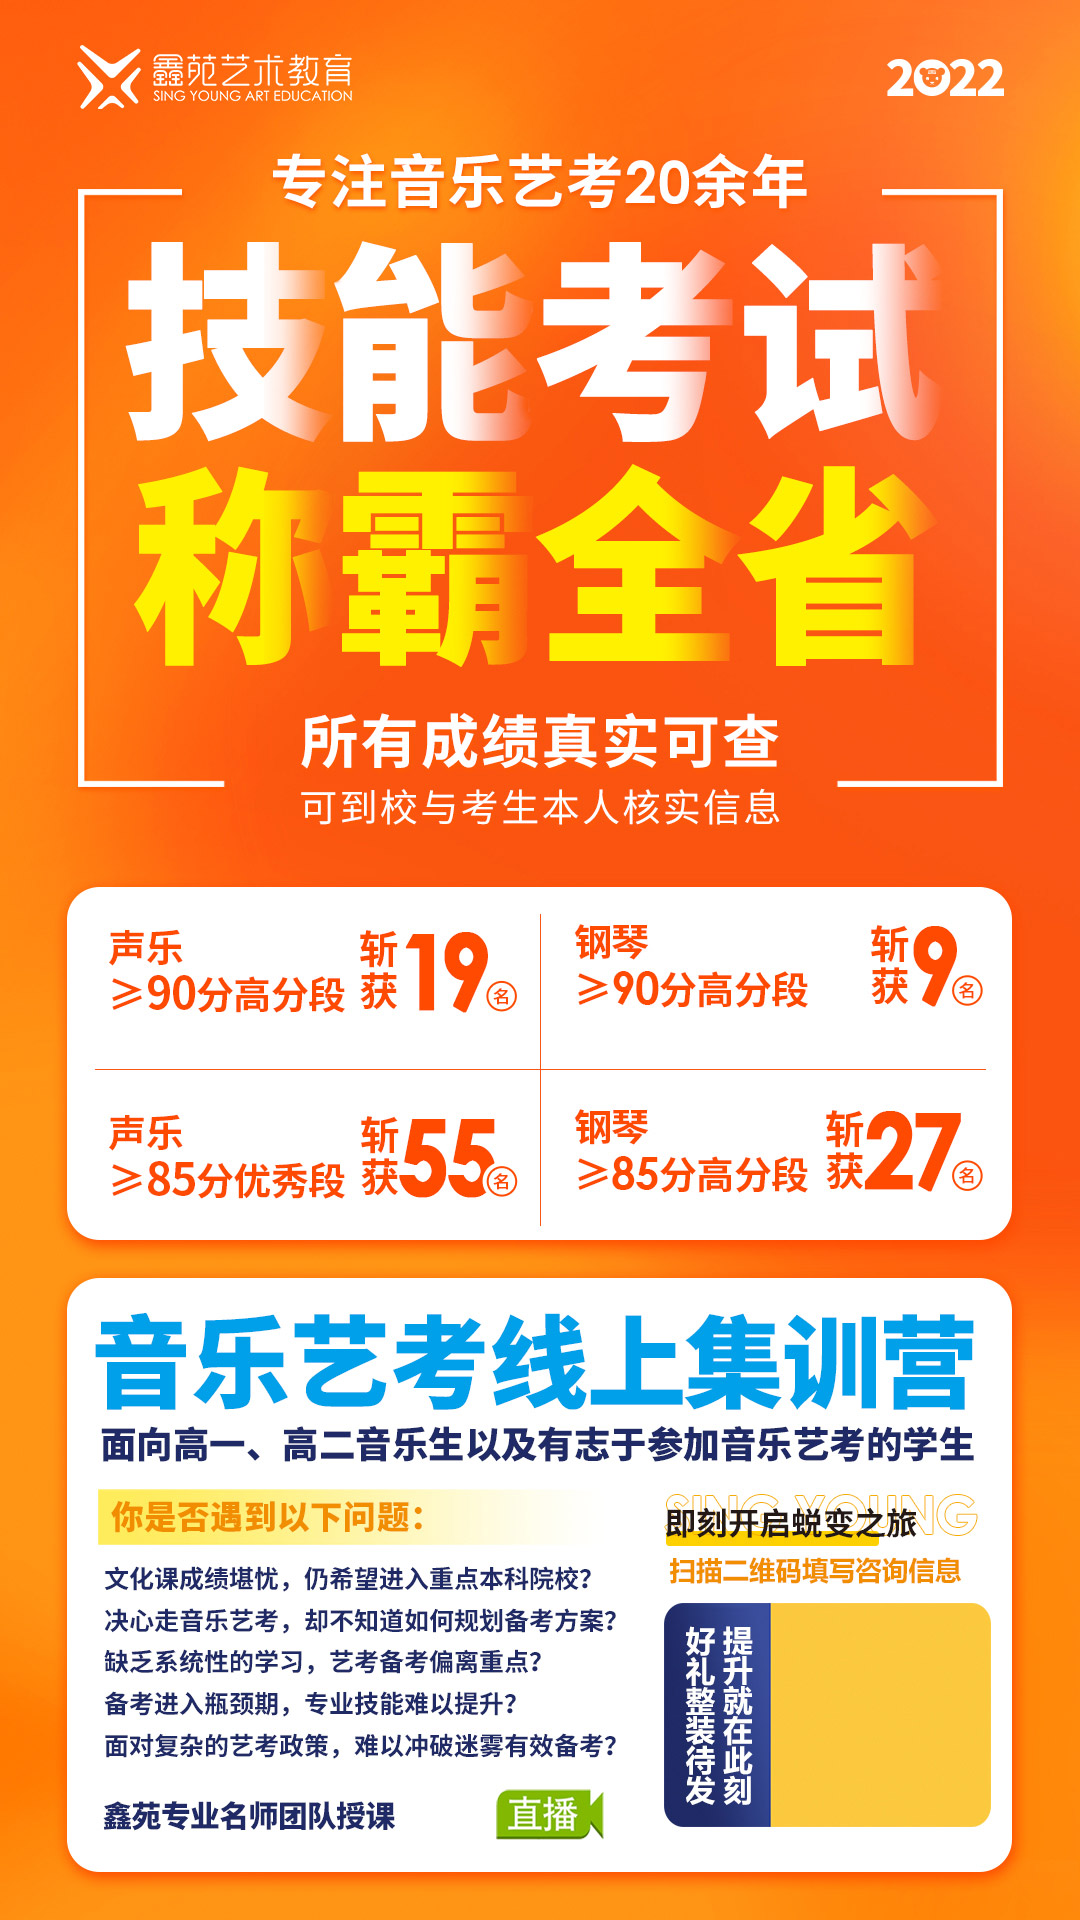 鑫苑艺术教育
SING YOUNG ART EDUCATION
2022
专注音乐艺考20余年
技能考试
称霸全省
所有成绩真实可查
可到校与考生本人核实信息
声乐
≥90分高分段
斩获19名
钢琴
≥90分高分段
斩获9名
声乐
≥85分优秀段
斩获55名
钢琴
≥85分高分段
斩获27名
音乐艺考线上集训营
面向高一、高二音乐生以及有志于参加音乐艺考的学生
你是否遇到以下问题：
文化课成绩堪忧，仍希望进入重点本科院校？
决心走音乐艺考，却不知道如何规划备考方案？
缺乏系统性的学习，艺考备考偏离重点？
备考进入瓶颈期，专业技能难以提升？
面对复杂的艺考政策，难以冲破迷雾有效备考？
鑫苑专业名师团队授课
直播
SING YOUNG
即刻开启蜕变之旅
扫描二维码填写咨询信息
提升就在此刻
好礼整装待发